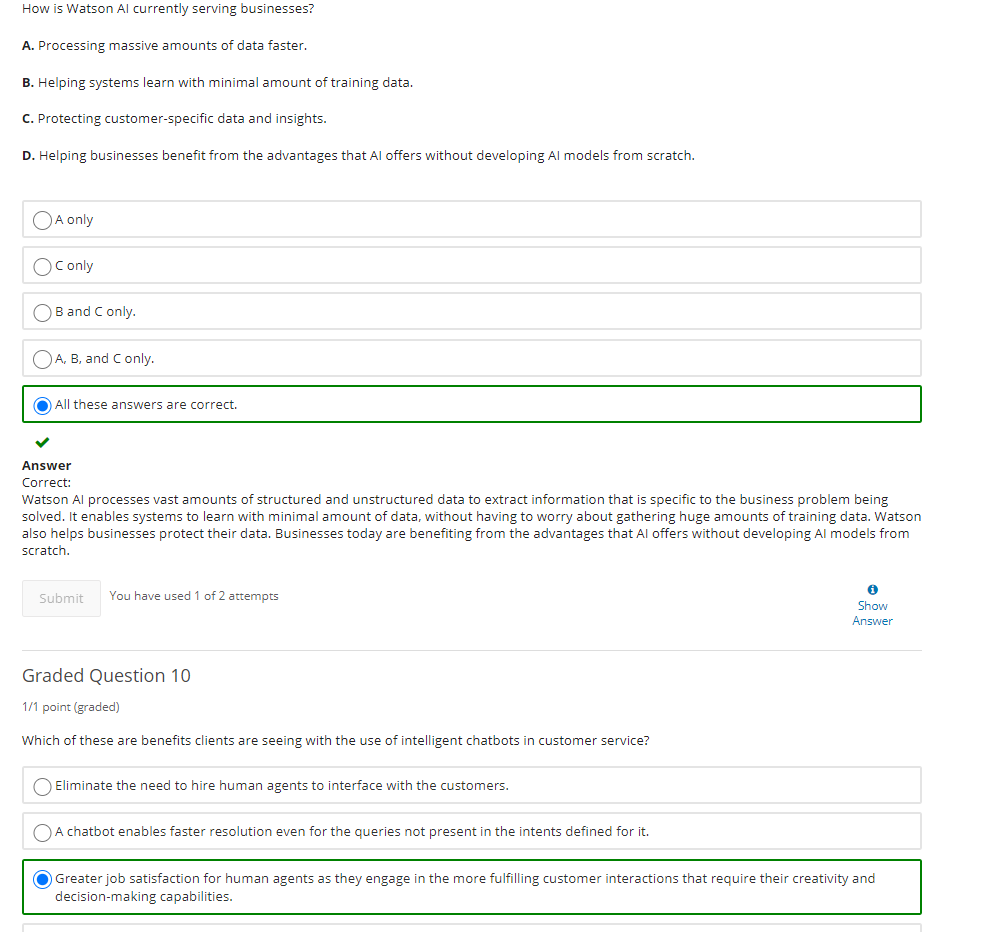 How is Watson AI currently serving businesses?
A. Processing massive amounts of data faster.
B. Helping systems learn with minimal amount of training data.
C. Protecting customer-specific data and insights.
D. Helping businesses benefit from the advantages that AI offers without developing AI models from scratch.
A only
C only
B and C only.
A, B, and C only.
All these answers are correct.
Answer
Correct:
Watson AI processes vast amounts of structured and unstructured data to extract information that is specific to the business problem being
solved. It enables systems to learn with minimal amount of data, without having to worry about gathering huge amounts of training data. Watson
also helps businesses protect their data. Businesses today are benefiting from the advantages that AI offers without developing AI models from
scratch.
Submit
You have used 1 of 2 attempts
Show
Answer
Graded Question 10
1/1 point (graded)
Which of these are benefits clients are seeing with the use of intelligent chatbots in customer service?
Eliminate the need to hire human agents to interface with the customers.
A chatbot enables faster resolution even for the queries not present in the intents defined for it.
Greater job satisfaction for human agents as they engage in the more fulfilling customer interactions that require their creativity and
decision-making capabilities.